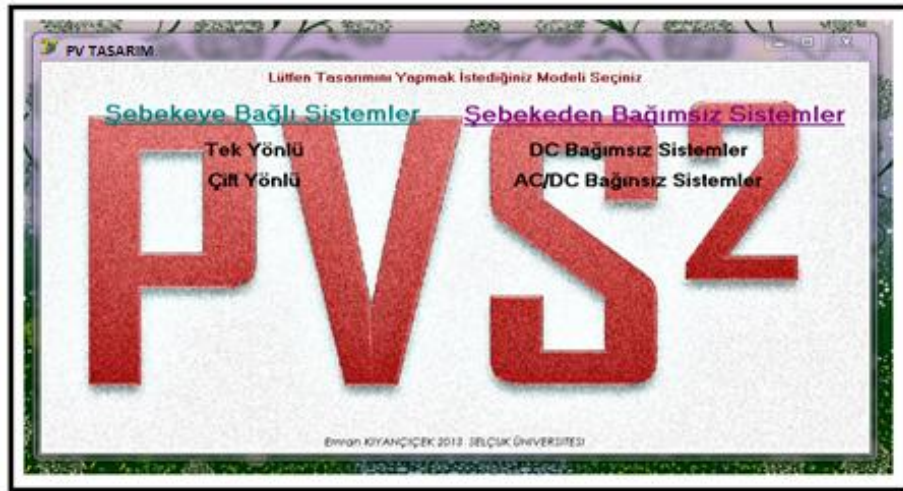 PV TASARIM
Lütfen Tasarımını Yapmak İstediğiniz Modeli Seçiniz
Şebekeye Bağlı Sistemler
Tek Yönlü
Çift Yönlü
Şebekeden Bağımsız Sistemler
DC Bağımsız Sistemler
AC/DC Bağınsız Sistemler
PVS2
Emran KIYANÇİÇEK 2013 SELÇUK ÜNİVERSİTESİ